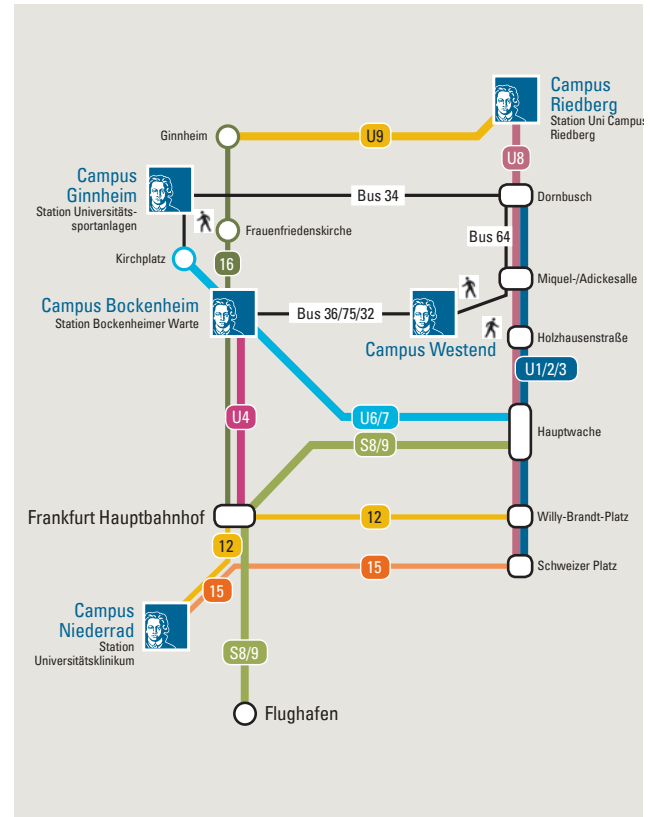 Campus
Riedberg
Station Uni Campus
Riedberg
Ginnheim
U9
U8
Campus
Ginnheim
Station Universitäts-
sportanlagen
Bus 34
Dornbusch
Frauenfriedenskirche
Bus 64
Kirchplatz
16
Miquel-/Adickesalle
Campus Bockenheim
Station Bockenheimer Warte
Bus 36/75/32
Campus Westend
Holzhausenstraße
U1/2/3
U4
U6/7
S8/9
Hauptwache
Frankfurt Hauptbahnhof
12
Willy-Brandt-Platz
12
15
Schweizer Platz
15
Campus
Niederrad
Station
Universitätsklinikum
S8/9
Flughafen